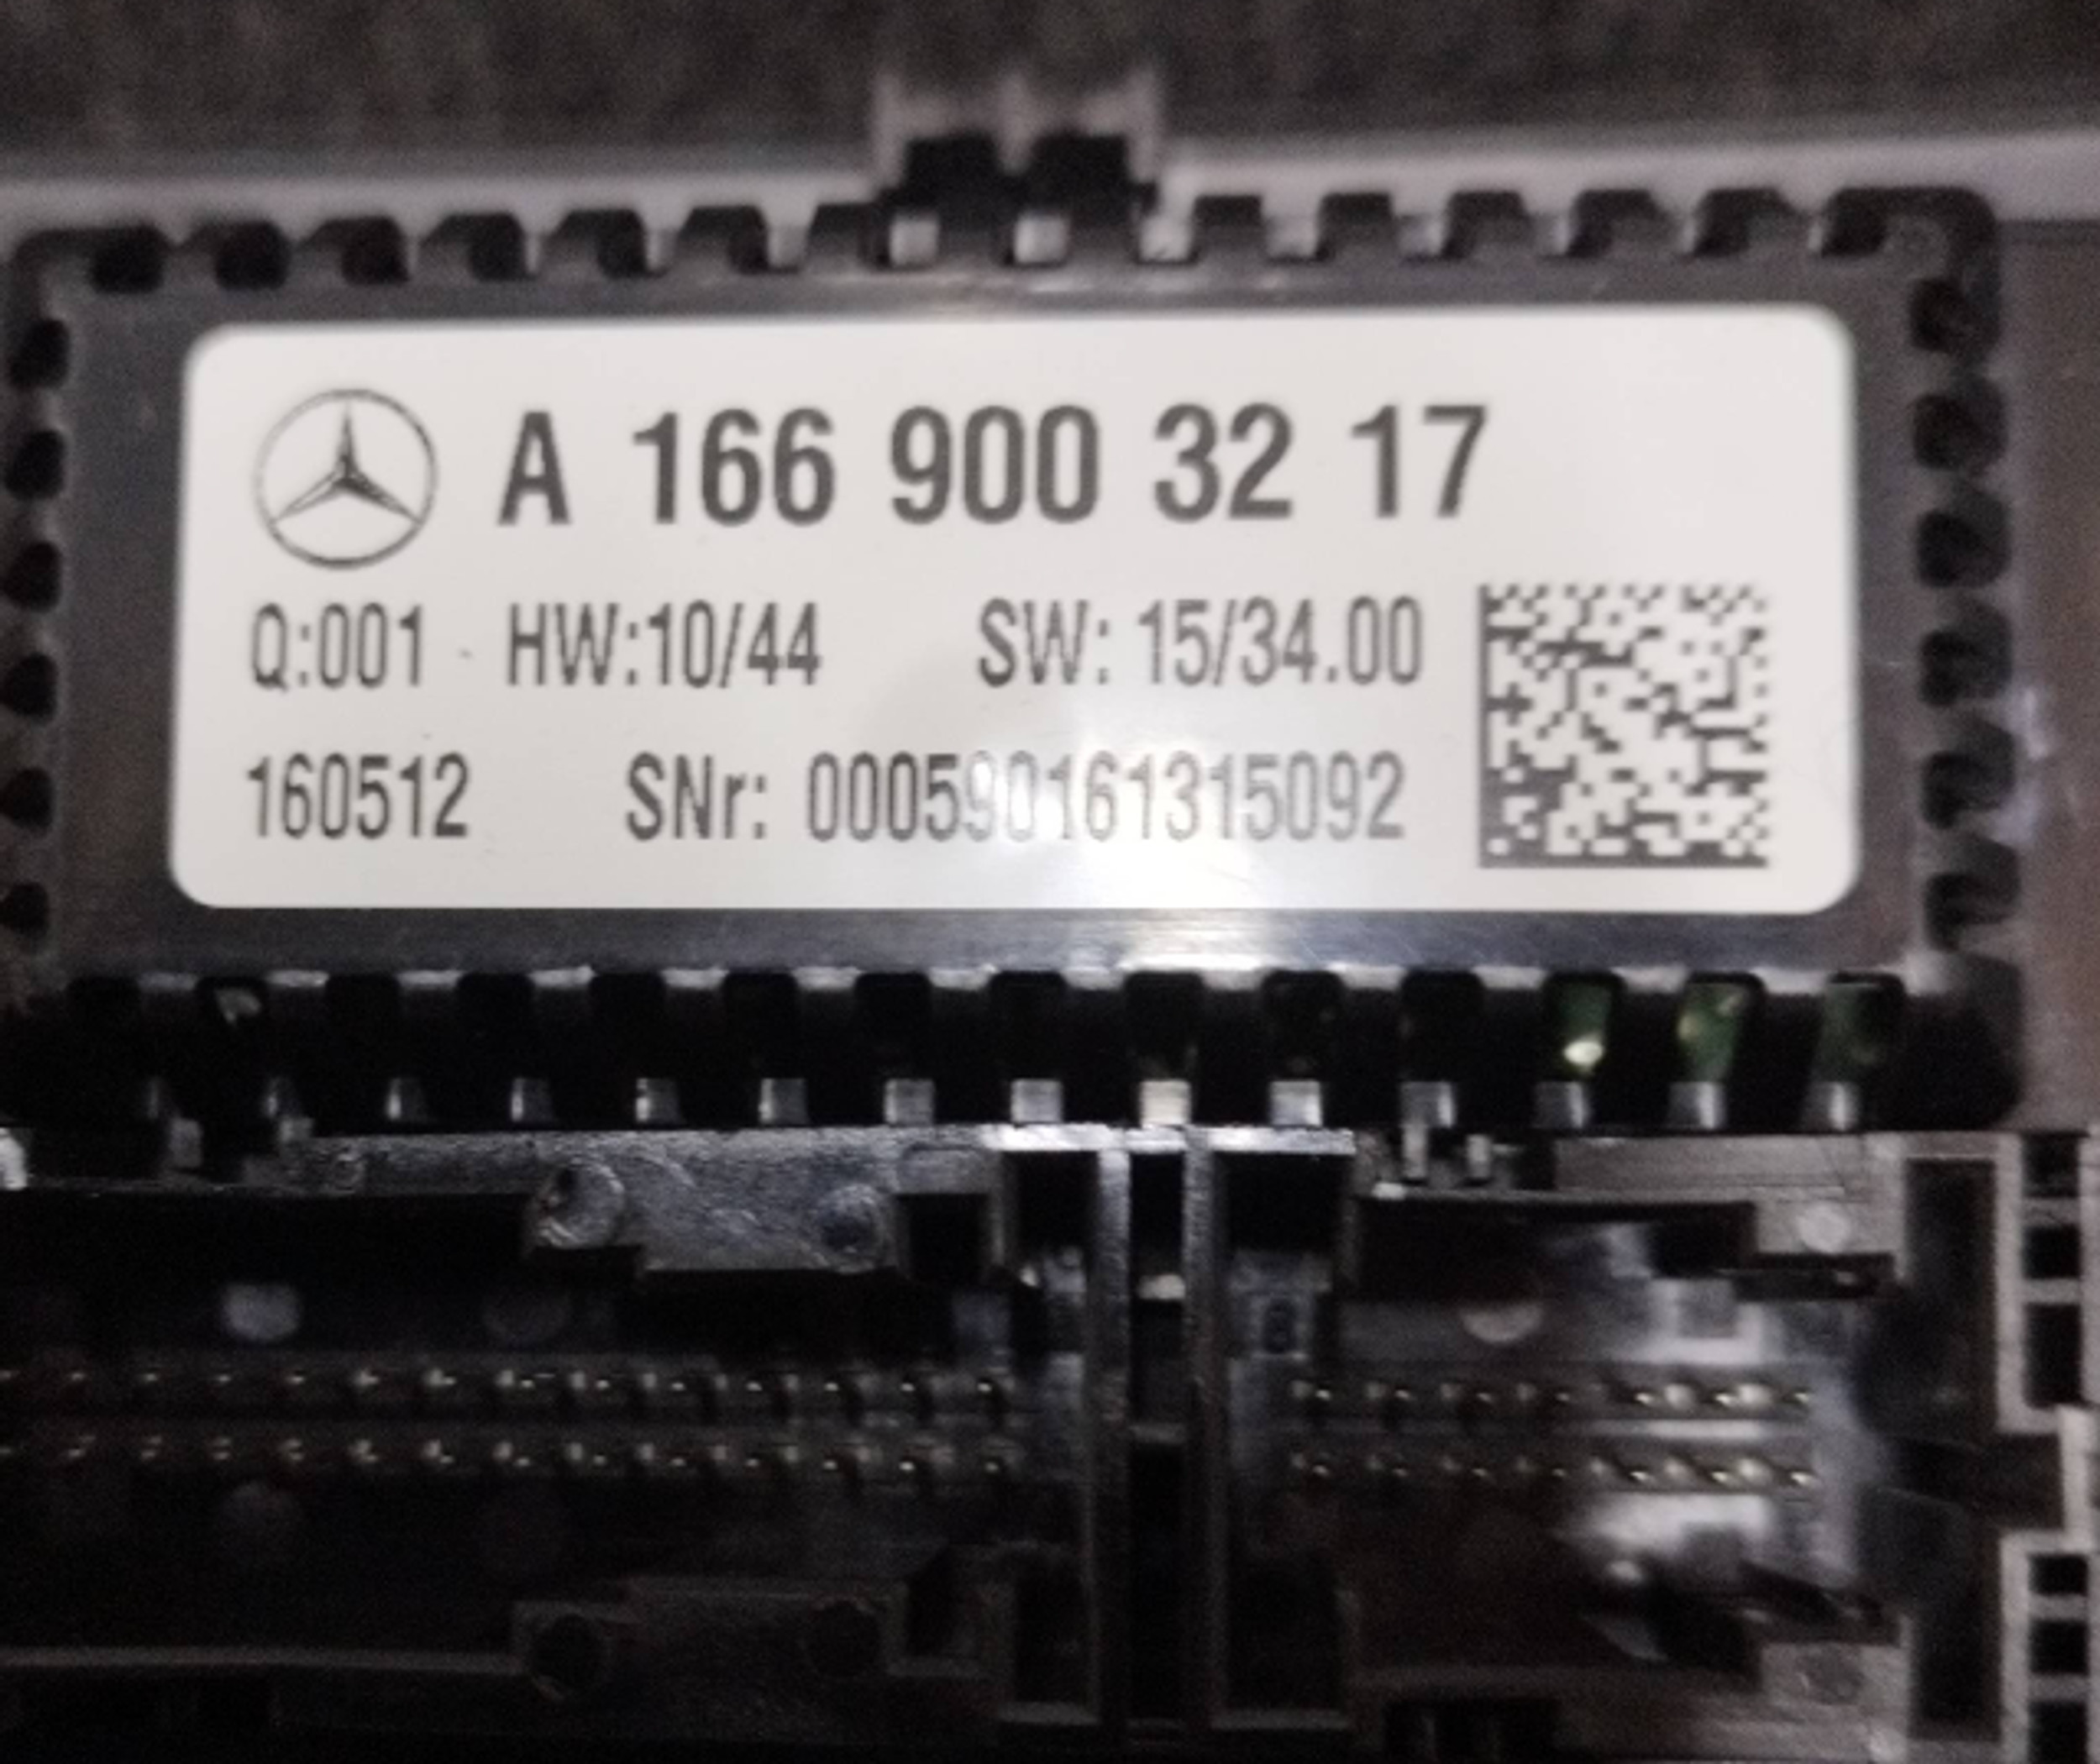 A 166 900 32 17
Q:001 HW:10/44 SW: 15/34.00
160512 SNr: 000590161315092